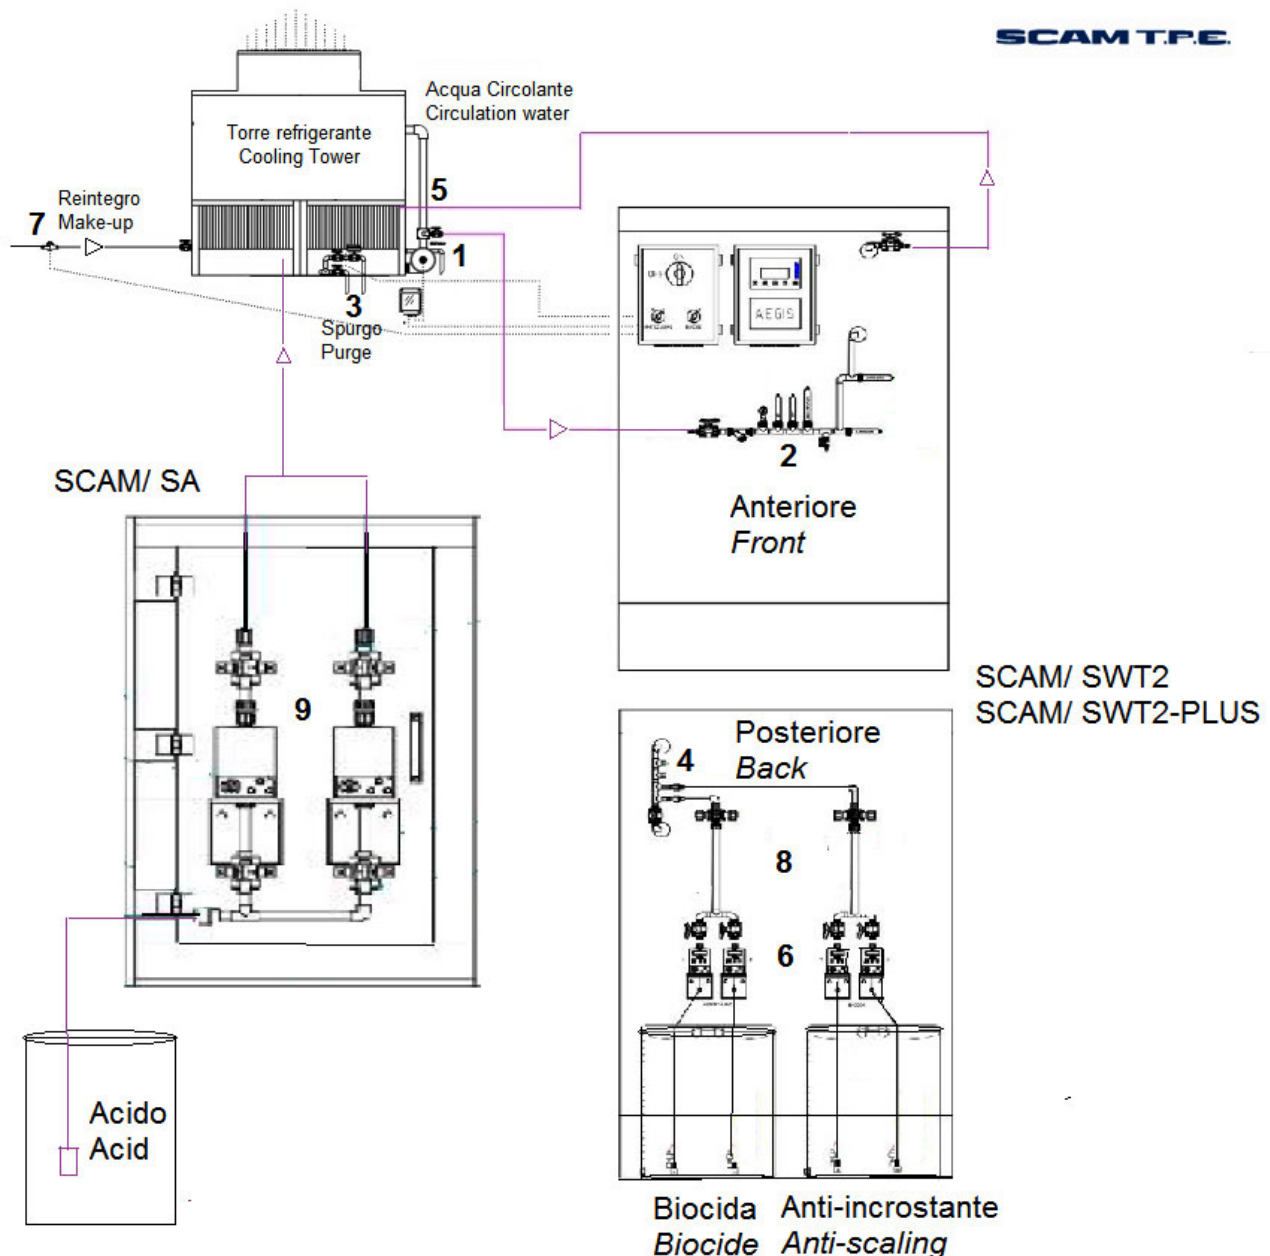 SCAM T.P.E.
Acqua Circolante
Circulation water
Torre refrigerante
Cooling Tower
5
Reintegro
Make-up
7
1
3
Spurgo
Purge
AEGIS
2
Anteriore
Front
SCAM/ SA
9
SCAM/ SWT2
SCAM/ SWT2-PLUS
Posteriore
Back
4
8
6
Acido
Acid
Biocida
Biocide
Anti-incrostante
Anti-scaling